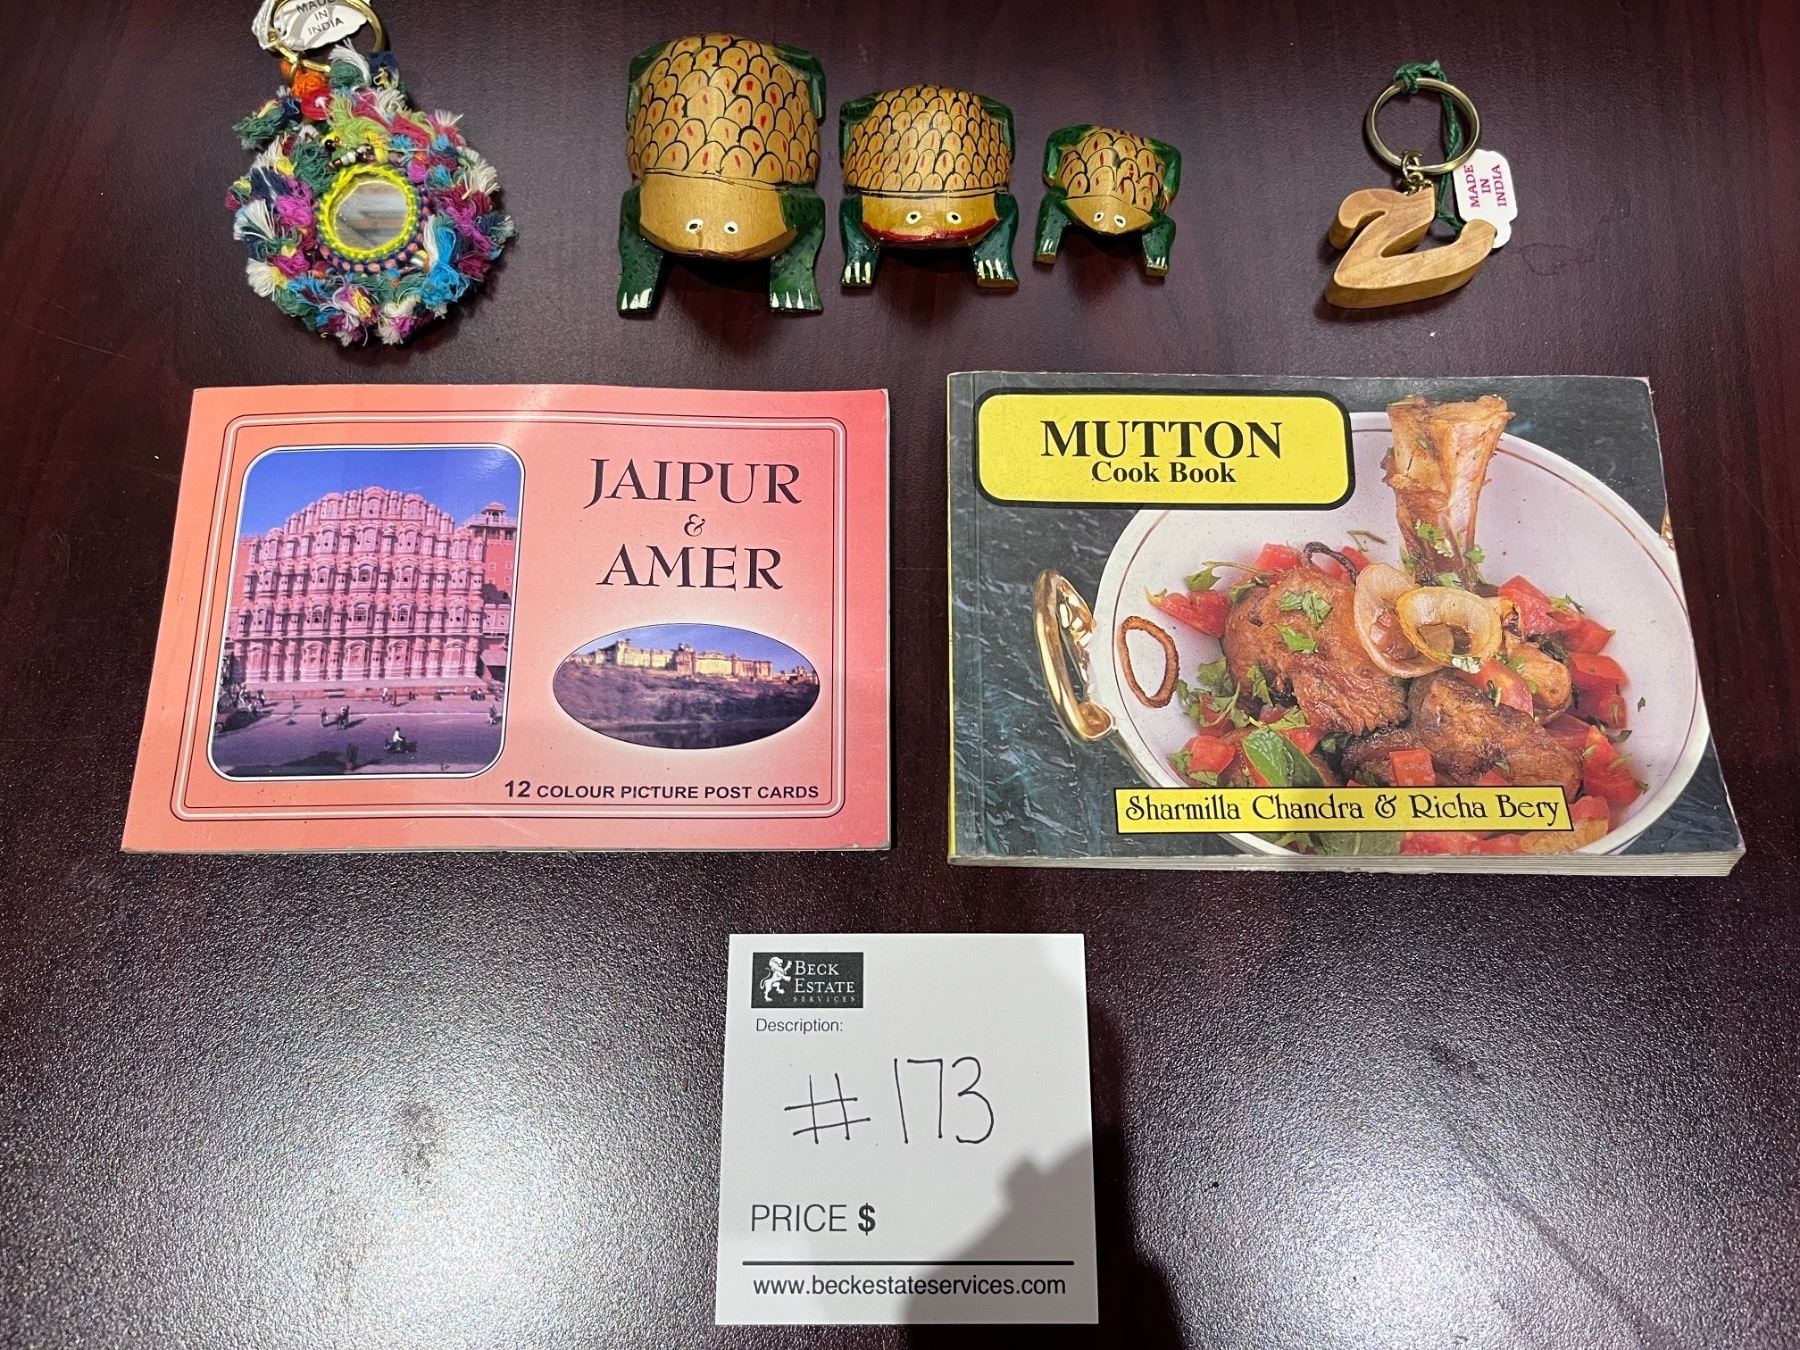 MADE
IN
INDIA
MADE
IN
INDIA
JAIPUR
&
AMER
12 COLOUR PICTURE POST CARDS
MUTTON
Cook Book
Sharmilla Chandra & Richa Bery
BECK
ESTATE
SERVICES
Description:
#173
PRICE $
www.beckestateservices.com